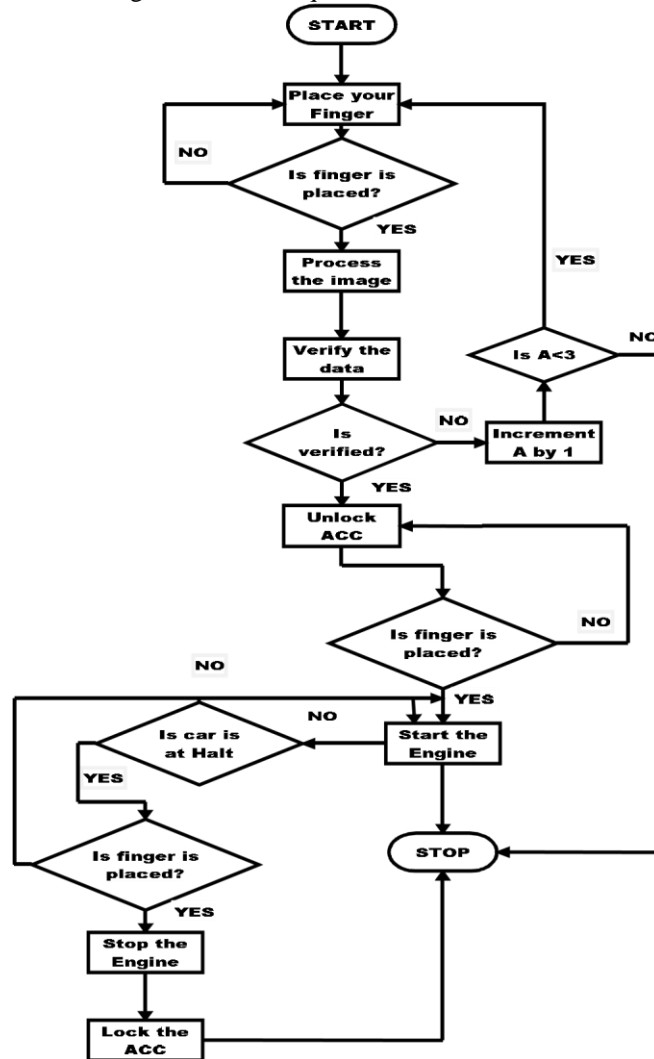 START
Place your
Finger
NO
Is finger is
placed?
YES
Process
the image
YES
Verify the
data
Is A<3
NO
Is
verified?
NO
Increment
A by 1
YES
Unlock
ACC
Is finger is
placed?
NO
NO
YES
Is car is
at Halt
NO
Start the
Engine
YES
Is finger is
placed?
STOP
YES
Stop the
Engine
Lock the
ACC